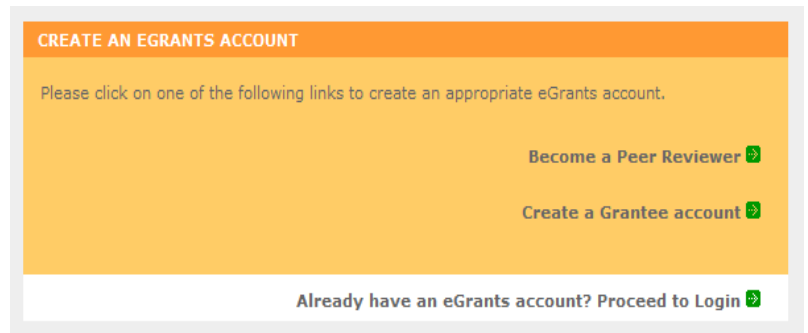 CREATE AN EGRANTS ACCOUNT
Please click on one of the following links to create an appropriate eGrants account.
Become a Peer Reviewer
Create a Grantee account
Already have an eGrants account? Proceed to Login